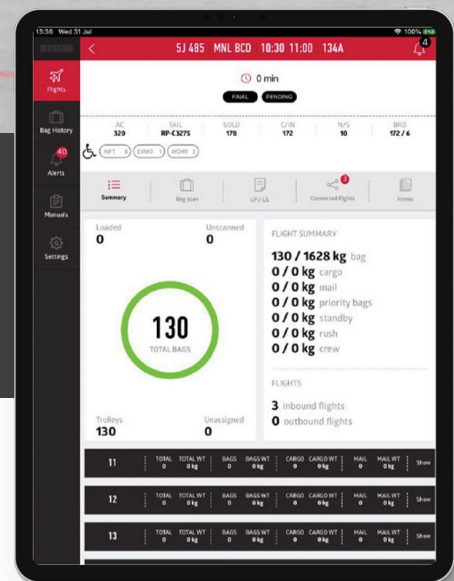 13:36 Wed 31 Jul
100%
5J 485 MNL BCD 10:30 11:00 134A
4
Flights
Bag History
40
Alerts
Manuals
Settings
0 min
FINAL PENDING
AC TAIL SOLD C/IN N/S BRD
320 RP-C3275 178 172 10 172 / 6
INFT 6 EXMO 1 WCHR 2
3
Summary Bag scan LP / LS Connected flights Forms
Loaded Unscanned
0 0
130
TOTAL BAGS
Trolleys Unassigned
130 0
FLIGHT SUMMARY
130 / 1628 kg bag
0 / 0 kg cargo
0 / 0 kg mail
0 / 0 kg priority bags
0 / 0 kg standby
0 / 0 kg rush
0 / 0 kg crew
FLIGHTS
3 inbound flights
0 outbound flights
11 TOTAL 0 TOTAL WT 0 kg BAGS 0 BAGS WT 0 kg CARGO 0 CARGO WT 0 kg MAIL 0 MAIL WT 0 kg Show
12 TOTAL 0 TOTAL WT 0 kg BAGS 0 BAGS WT 0 kg CARGO 0 CARGO WT 0 kg MAIL 0 MAIL WT 0 kg Show
13 TOTAL 0 TOTAL WT 0 kg BAGS 0 BAGS WT 0 kg CARGO 0 CARGO WT 0 kg MAIL 0 MAIL WT 0 kg Show